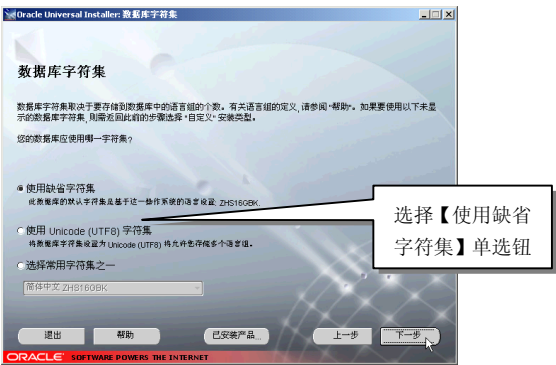 Oracle Universal Installer: 数据库字符集
数据库字符集
数据库字符集取决于要存储到数据库中的语言组的个数。有关语言组的定义，请参阅“帮助”。如果要使用以下未显
示的数据库字符集，则需返回此前的步骤选择“自定义”安装类型。
您的数据库应使用哪一字符集?
使用缺省字符集
此数据库的默认字符集是基于这一操作系统的语言设置: ZHS16GBK.
使用 Unicode (UTF8) 字符集
将数据库字符集设置为 Unicode (UTF8) 将允许您存储多个语言组。
选择常用字符集之一
简体中文 ZHS16GBK
退出 帮助 已安装产品... 上一步 下一步
ORACLE SOFTWARE POWERS THE INTERNET
选择【使用缺省
字符集】单选钮